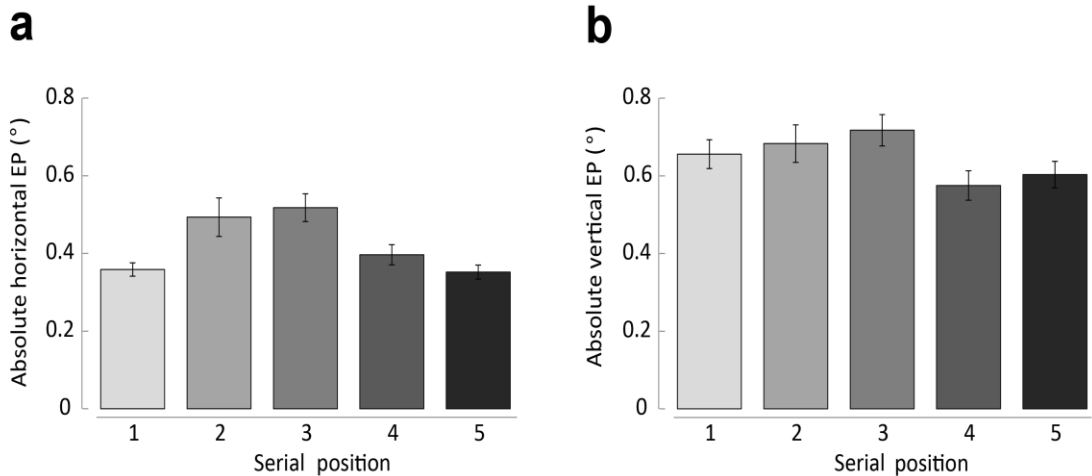 a
Absolute horizontal EP (°)
0.8
0.6
0.4
0.2
0
1 2 3 4 5
Serial position
b
Absolute vertical EP (°)
0.8
0.6
0.4
0.2
0
1 2 3 4 5
Serial position